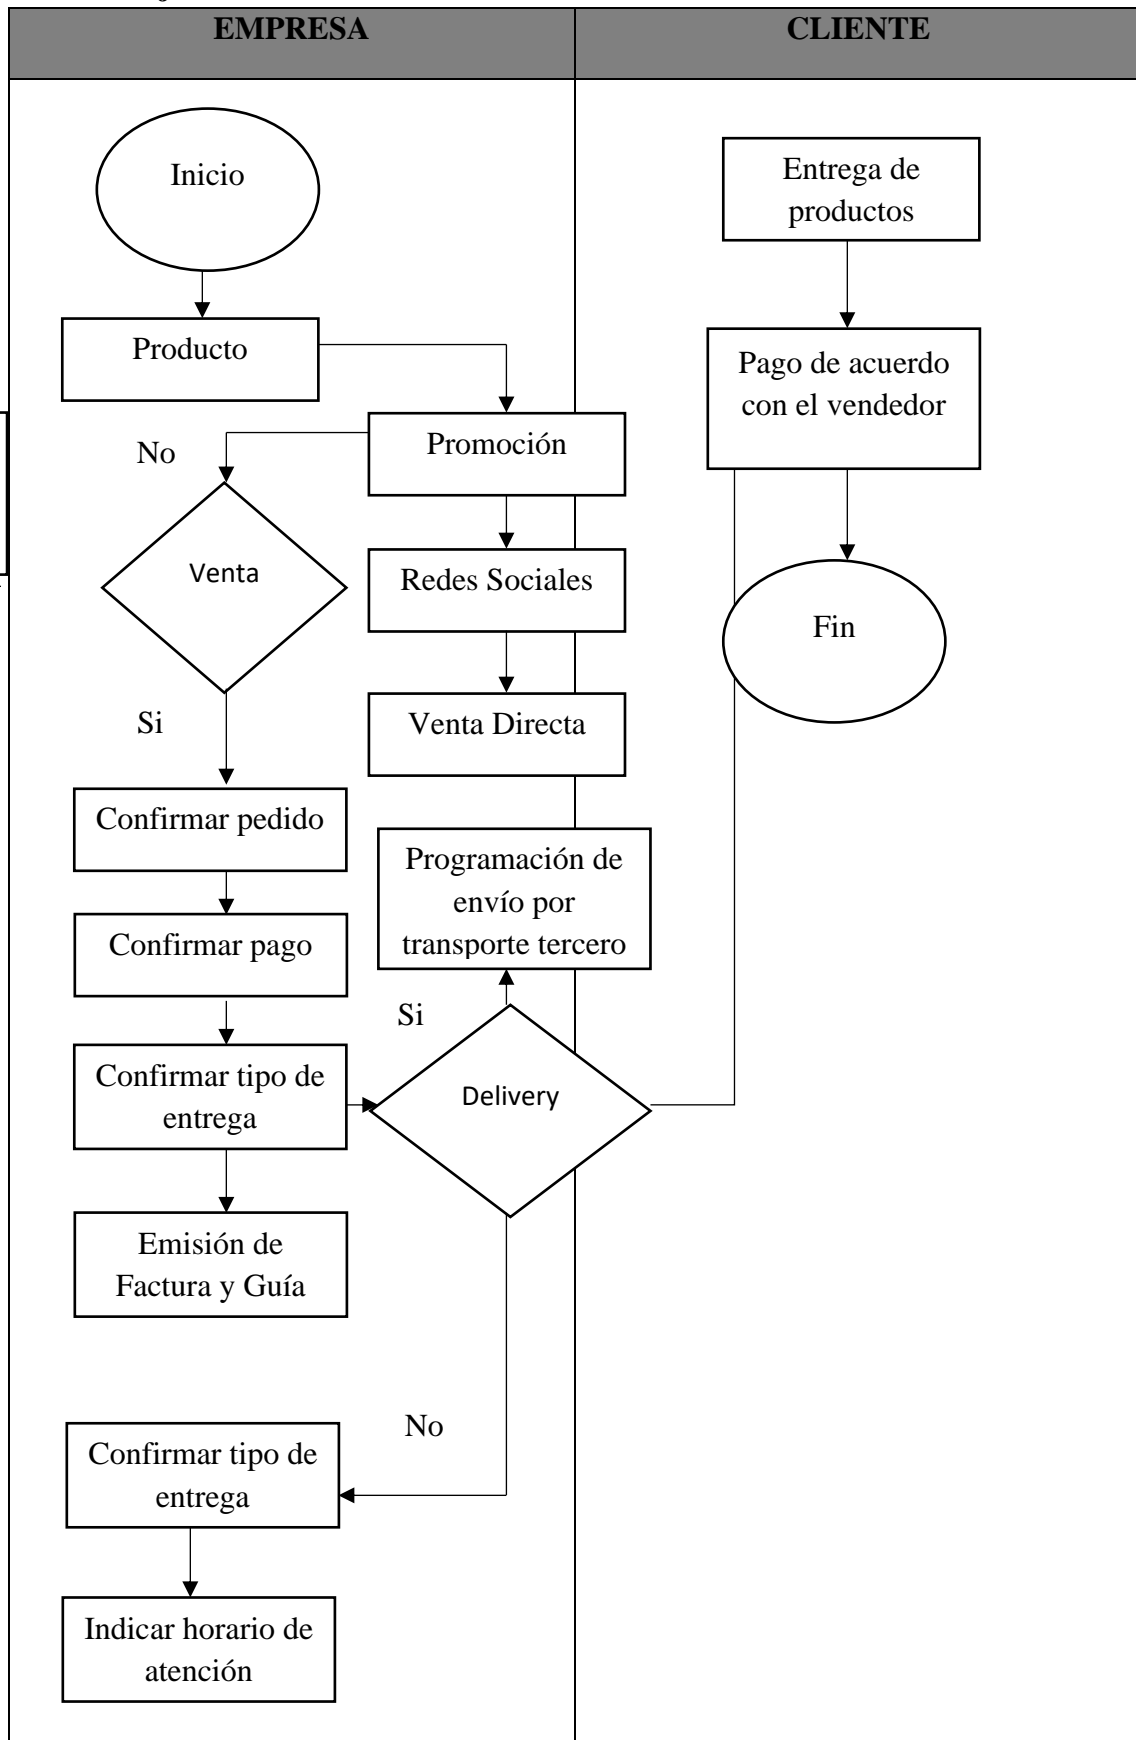 EMPRESA
CLIENTE
Inicio
Entrega de
productos
Producto
Pago de acuerdo
con el vendedor
Promoción
No
Venta
Redes Sociales
Fin
Si
Venta Directa
Confirmar pedido
Programación de
envío por
transporte tercero
Confirmar pago
Si
Confirmar tipo de
entrega
Delivery
Emisión de
Factura y Guía
No
Confirmar tipo de
entrega
Indicar horario de
atención